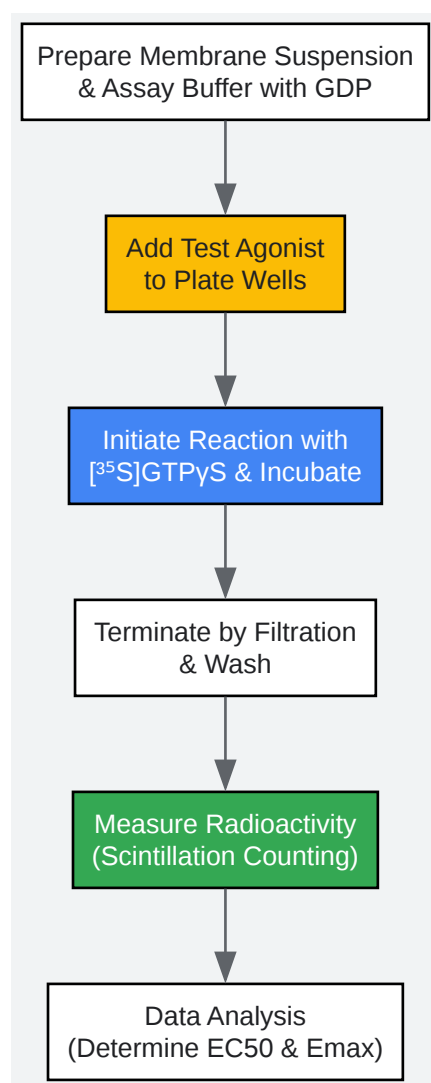 Prepare Membrane Suspension
& Assay Buffer with GDP
Add Test Agonist
to Plate Wells
Initiate Reaction with
[³⁵S]GTPγS & Incubate
Terminate by Filtration
& Wash
Measure Radioactivity
(Scintillation Counting)
Data Analysis
(Determine EC50 & Emax)